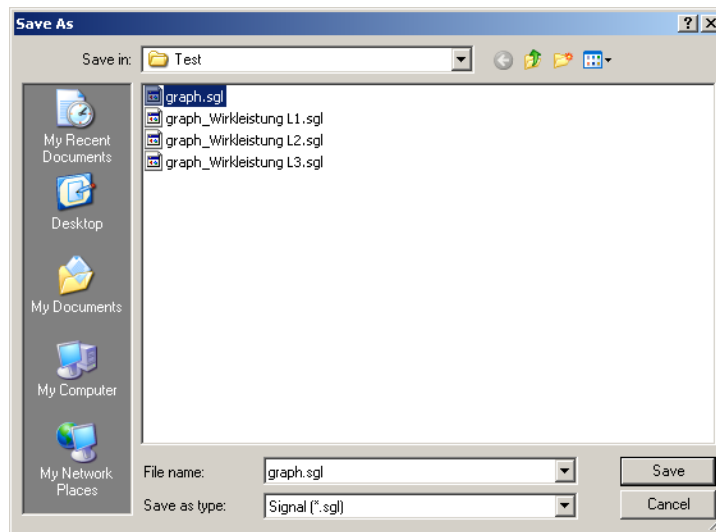 Save As
Save in:
Test
My Recent
Documents
Desktop
My Documents
My Computer
My Network
Places
graph.sgl
graph_Wirkleistung L1.sgl
graph_Wirkleistung L2.sgl
graph_Wirkleistung L3.sgl
File name:
graph.sgl
Save
Save as type:
Signal (*.sgl)
Cancel